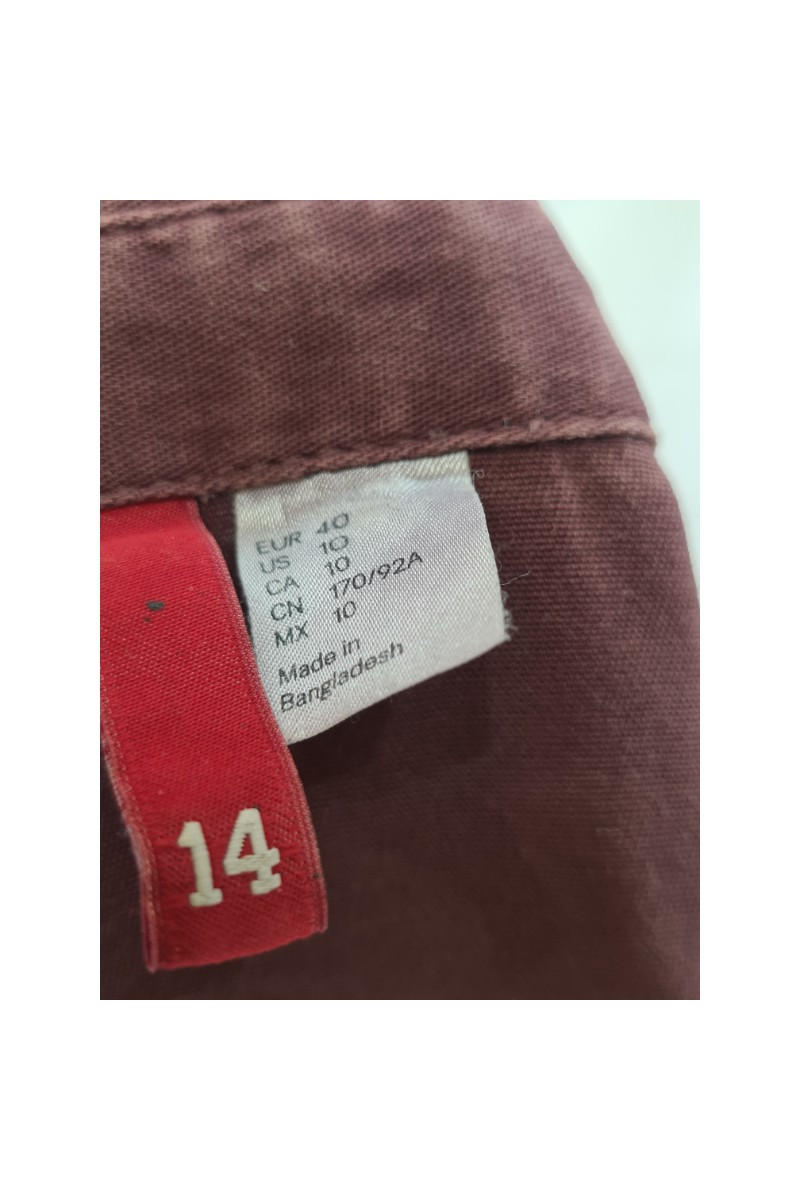 EUR 40
US 10
CA 10
CN 170/92A
MX 10
Made in
Bangladesh
14